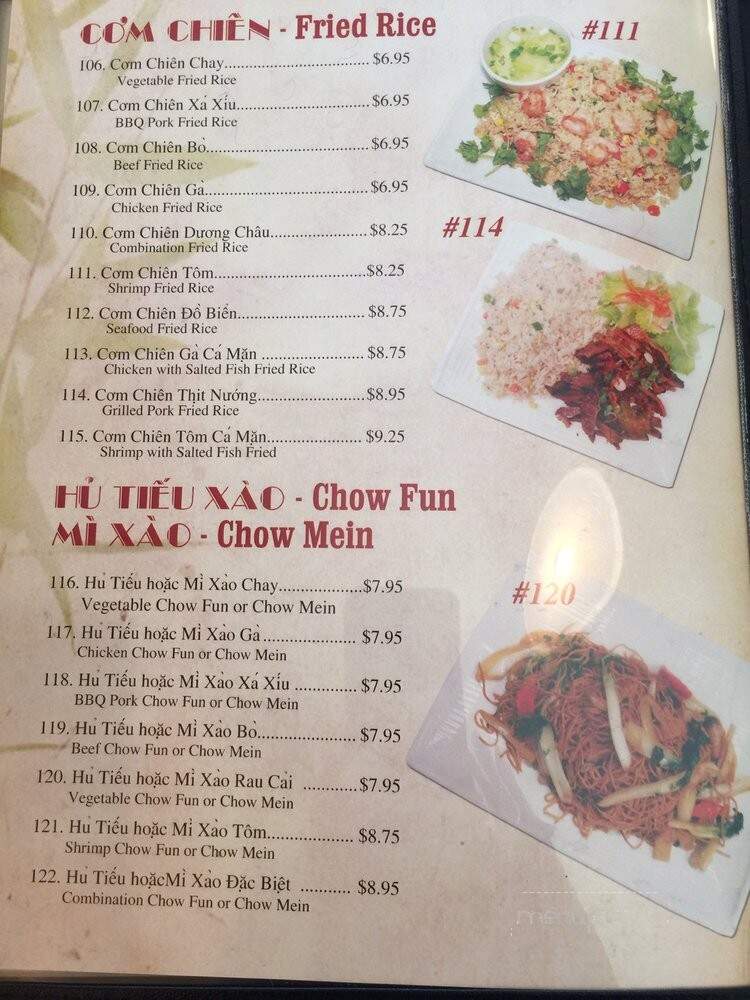 CƠM CHIÊN - Fried Rice
#111
106. Cơm Chiên Chay.................................. $6.95
Vegetable Fried Rice
107. Cơm Chiên Xá Xíu................................$6.95
BBQ Pork Fried Rice
108. Cơm Chiên Bò......................................$6.95
Beef Fried Rice
109. Cơm Chiên Gà......................................$6.95
Chicken Fried Rice
110. Cơm Chiên Dương Châu.......................$8.25
Combination Fried Rice
#114
111. Cơm Chiên Tôm....................................$8.25
Shrimp Fried Rice
112. Cơm Chiên Đồ Biển.............................. $8.75
Seafood Fried Rice
113. Cơm Chiên Gà Cá Mặn ........................ $8.75
Chicken with Salted Fish Fried Rice
114. Cơm Chiên Thịt Nướng.........................$8.95
Grilled Pork Fried Rice
115. Cơm Chiên Tôm Cá Mặn...................... $9.25
Shrimp with Salted Fish Fried
HỦ TIẾU XÀO - Chow Fun
MÌ XÀO - Chow Mein
116. Hủ Tiếu hoặc Mì Xào Chay....................$7.95
Vegetable Chow Fun or Chow Mein
#120
117. Hủ Tiếu hoặc Mì Xào Gà...................... $7.95
Chicken Chow Fun or Chow Mein
118. Hủ Tiếu hoặc Mì Xào Xá Xíu .............. $7.95
BBQ Pork Chow Fun or Chow Mein
119. Hủ Tiếu hoặc Mì Xào Bò....................... $7.95
Beef Chow Fun or Chow Mein
120. Hủ Tiếu hoặc Mì Xào Rau Cải .............$7.95
Vegetable Chow Fun or Chow Mein
121. Hủ Tiếu hoặc Mì Xào Tôm.................... $8.75
Shrimp Chow Fun or Chow Mein
122. Hủ Tiếu hoặcMì Xào Đặc Biệt ........... $8.95
Combination Chow Fun or Chow Mein